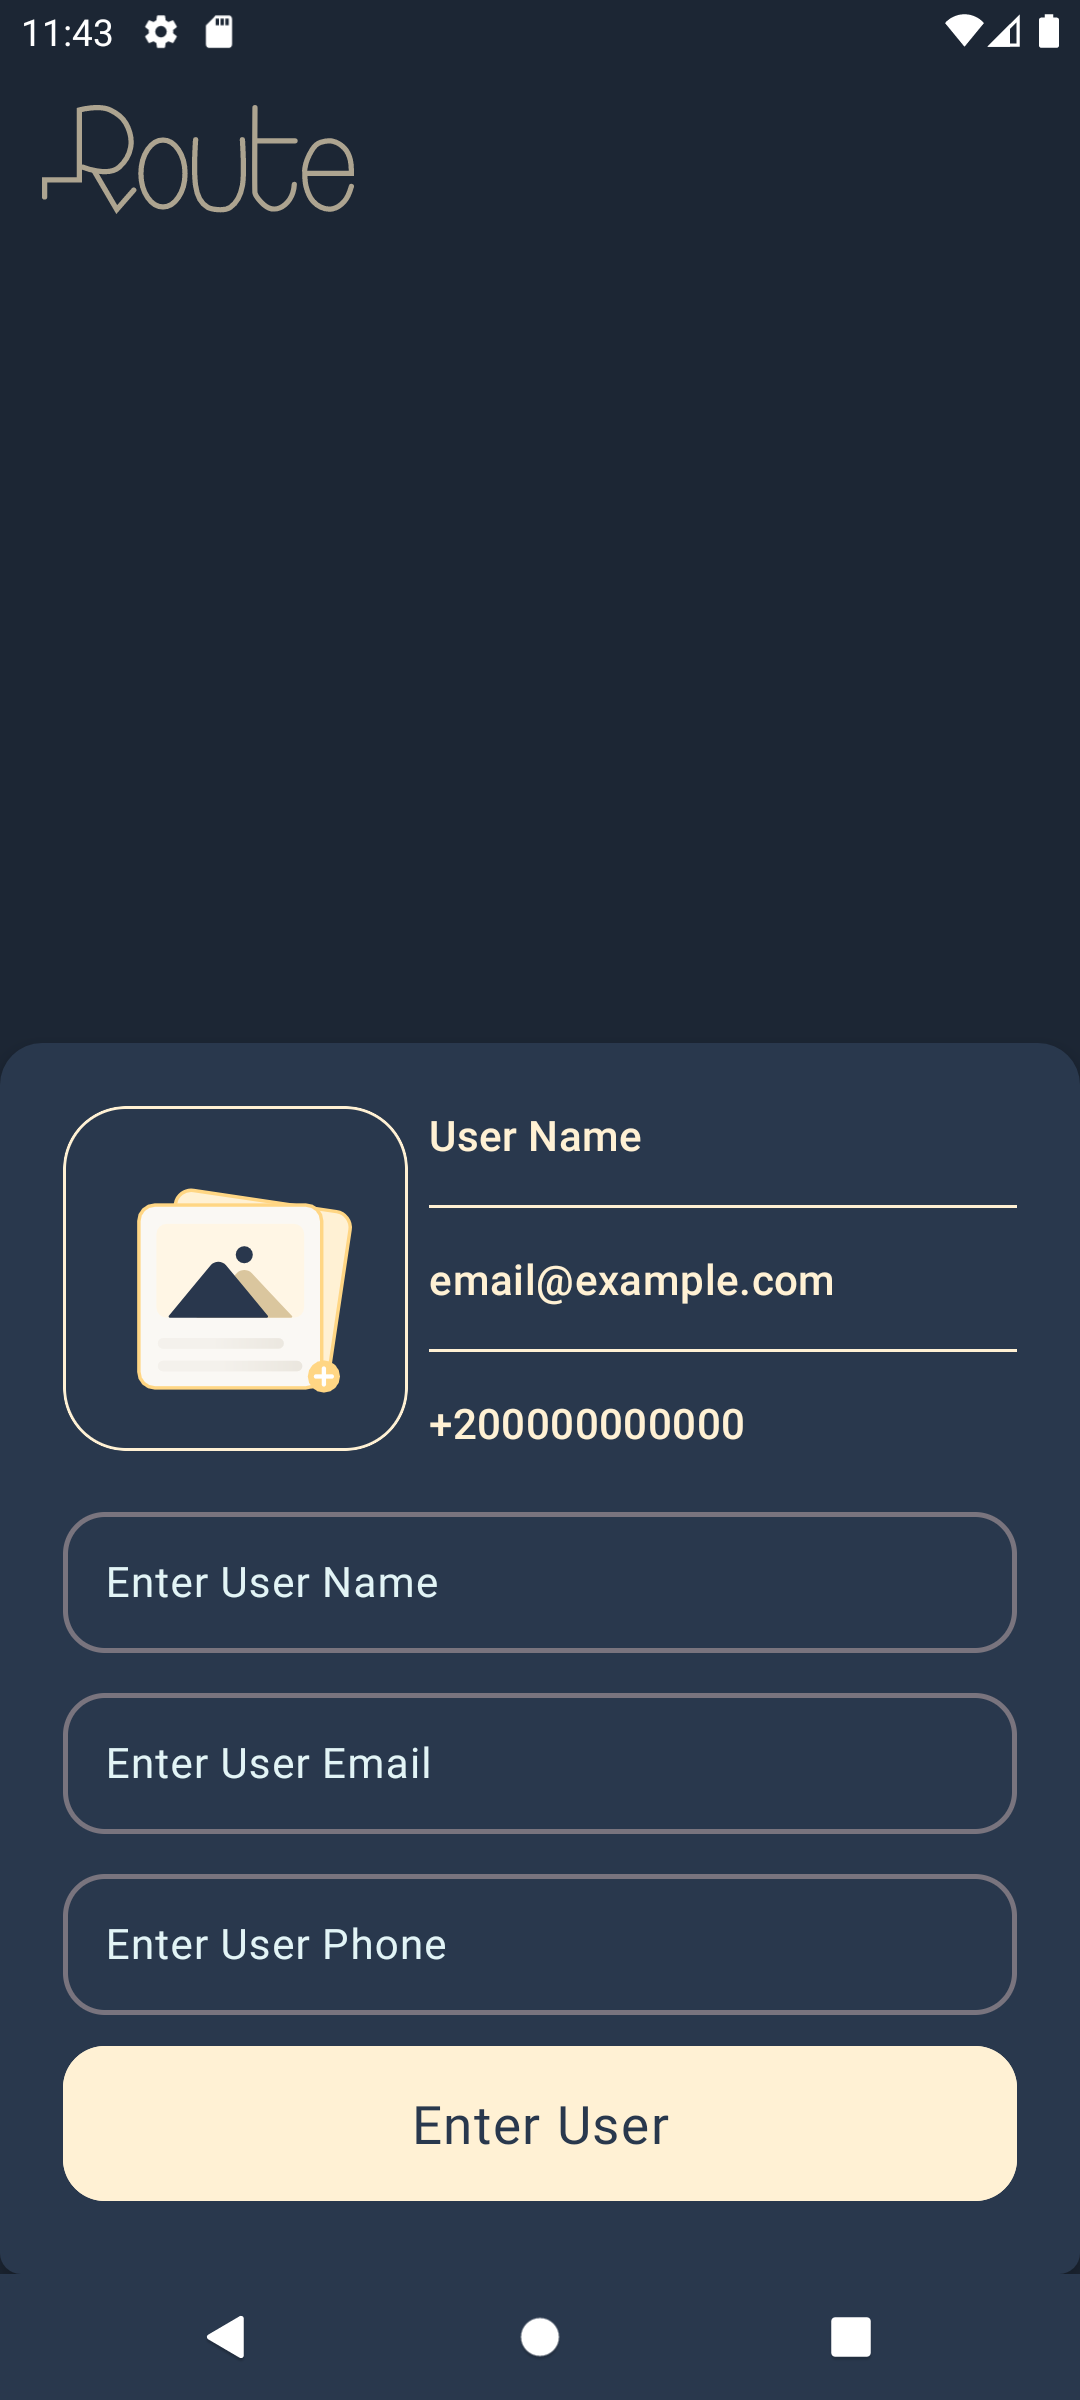 11:43
Route
User Name
email@example.com
+200000000000
Enter User Name
Enter User Email
Enter User Phone
Enter User